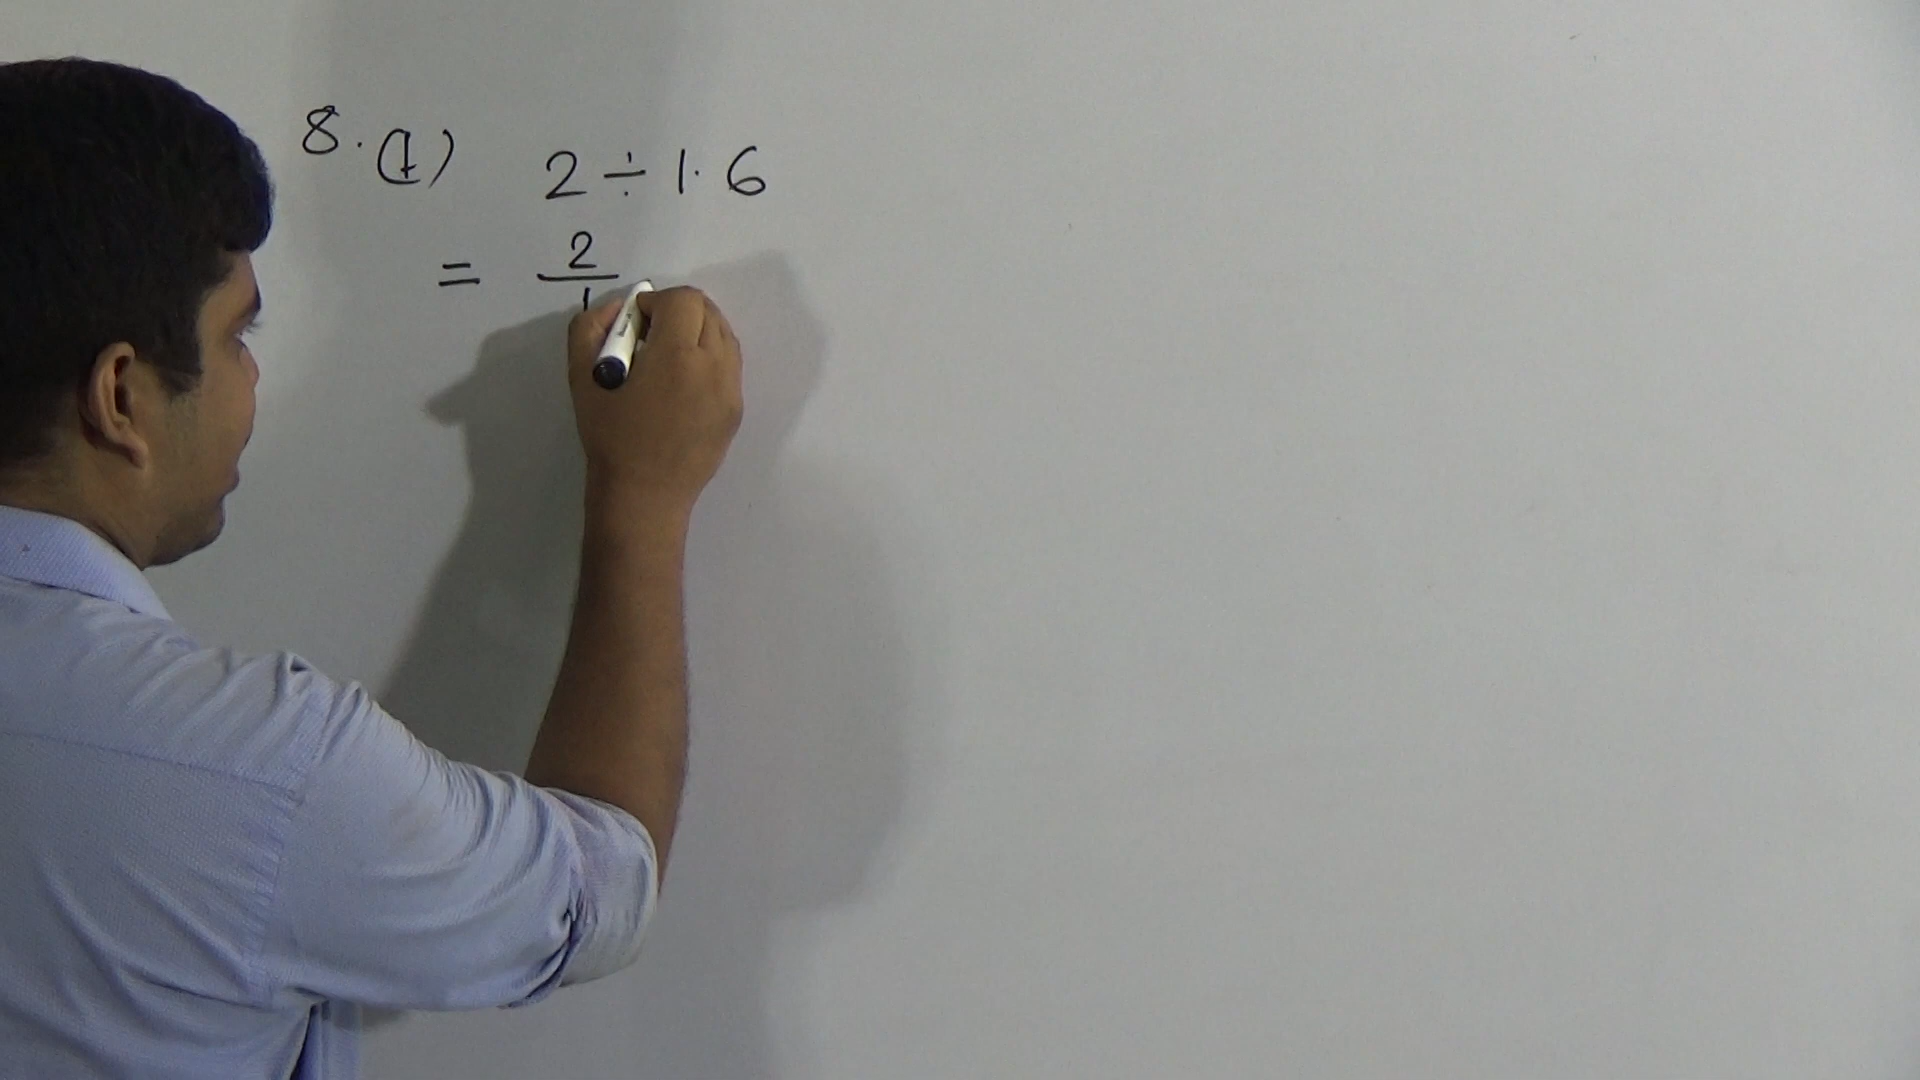 8. (1) 2 ÷ 1.6
= 2/1